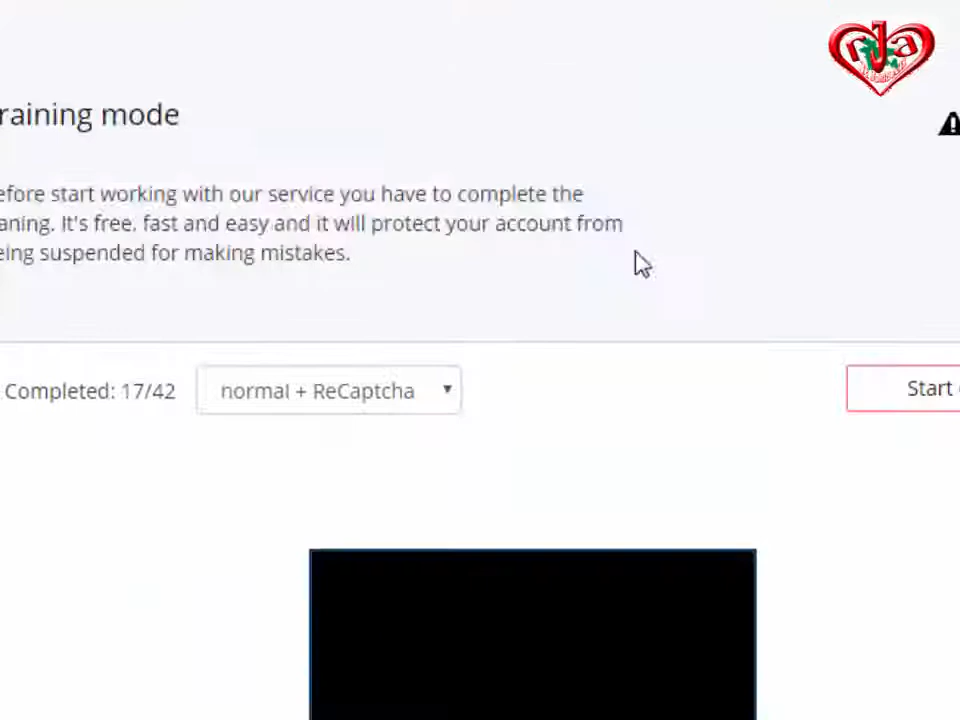 rJa
raining mode
efore start working with our service you have to complete the
aning. It's free, fast and easy and it will protect your account from
eing suspended for making mistakes.
Completed: 17/42
normal + ReCaptcha
Start